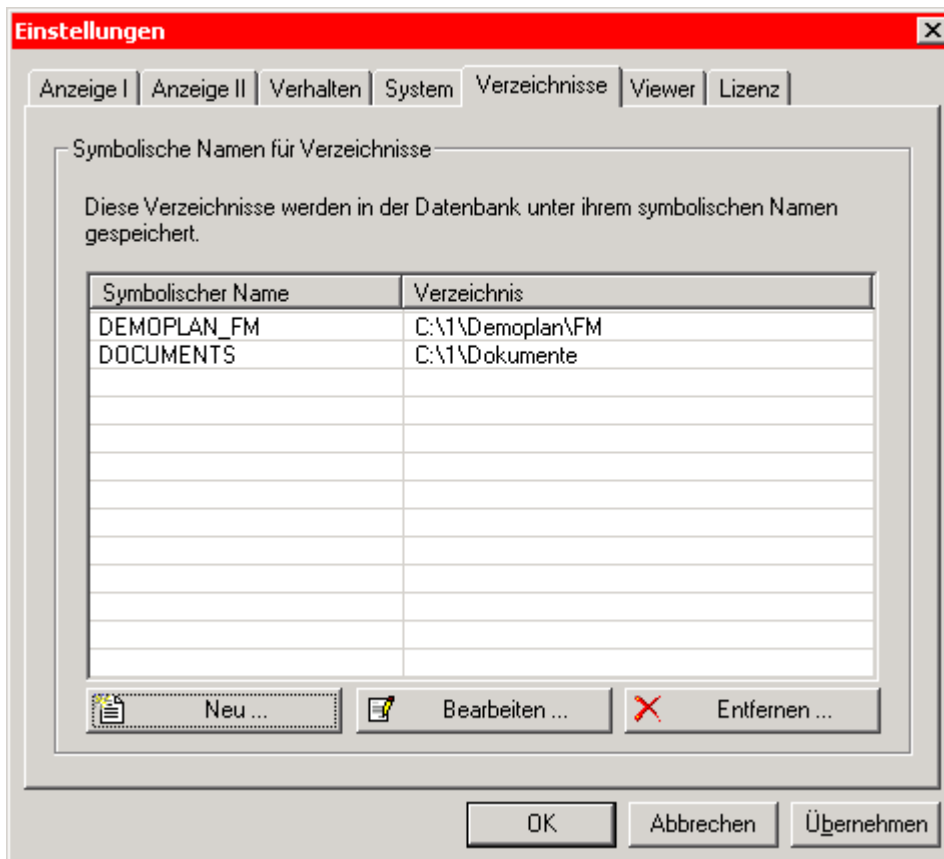 Einstellungen
Anzeige I Anzeige II Verhalten System Verzeichnisse Viewer Lizenz
Symbolische Namen für Verzeichnisse
Diese Verzeichnisse werden in der Datenbank unter ihrem symbolischen Namen
gespeichert.
Symbolischer Name Verzeichnis
DEMOPLAN_FM C:\1\Demoplan\FM
DOCUMENTS C:\1\Dokumente
Neu ... Bearbeiten ... Entfernen ...
OK Abbrechen Übernehmen